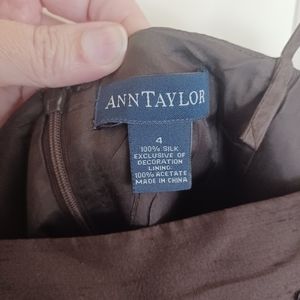 ANNTAYLOR
4
100% SILK
EXCLUSIVE OF
DECORATION
LINING:
100% ACETATE
MADE IN CHINA